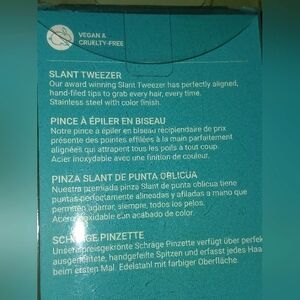 VEGAN &
CRUELTY-FREE
SLANT TWEEZER
Our award winning Slant Tweezer has perfectly aligned,
hand-filed tips to grab every hair, every time.
Stainless steel with color finish.
PINCE À ÉPILER EN BISEAU
Notre pince à épiler en biseau récipiendaire de prix
présente des pointes effilées à la main parfaitement
alignées qui attrapent tous les poils à tout coup.
Acier inoxydable avec une finition de couleur.
PINZA SLANT DE PUNTA OBLICUA
Nuestra premiada pinza Slant de punta oblicua tiene
puntas perfectamente alineadas y afiladas a mano que
permiten agarrar, siempre, todos los pelos.
Acero inoxidable con acabado de color.
SCHRÄGE PINZETTE
Unsere preisgekrönte Schräge Pinzette verfügt über perfek
ausgerichtete, handgefeilte Spitzen und erfasst jedes Haa
beim ersten Mal. Edelstahl mit farbiger Oberfläche